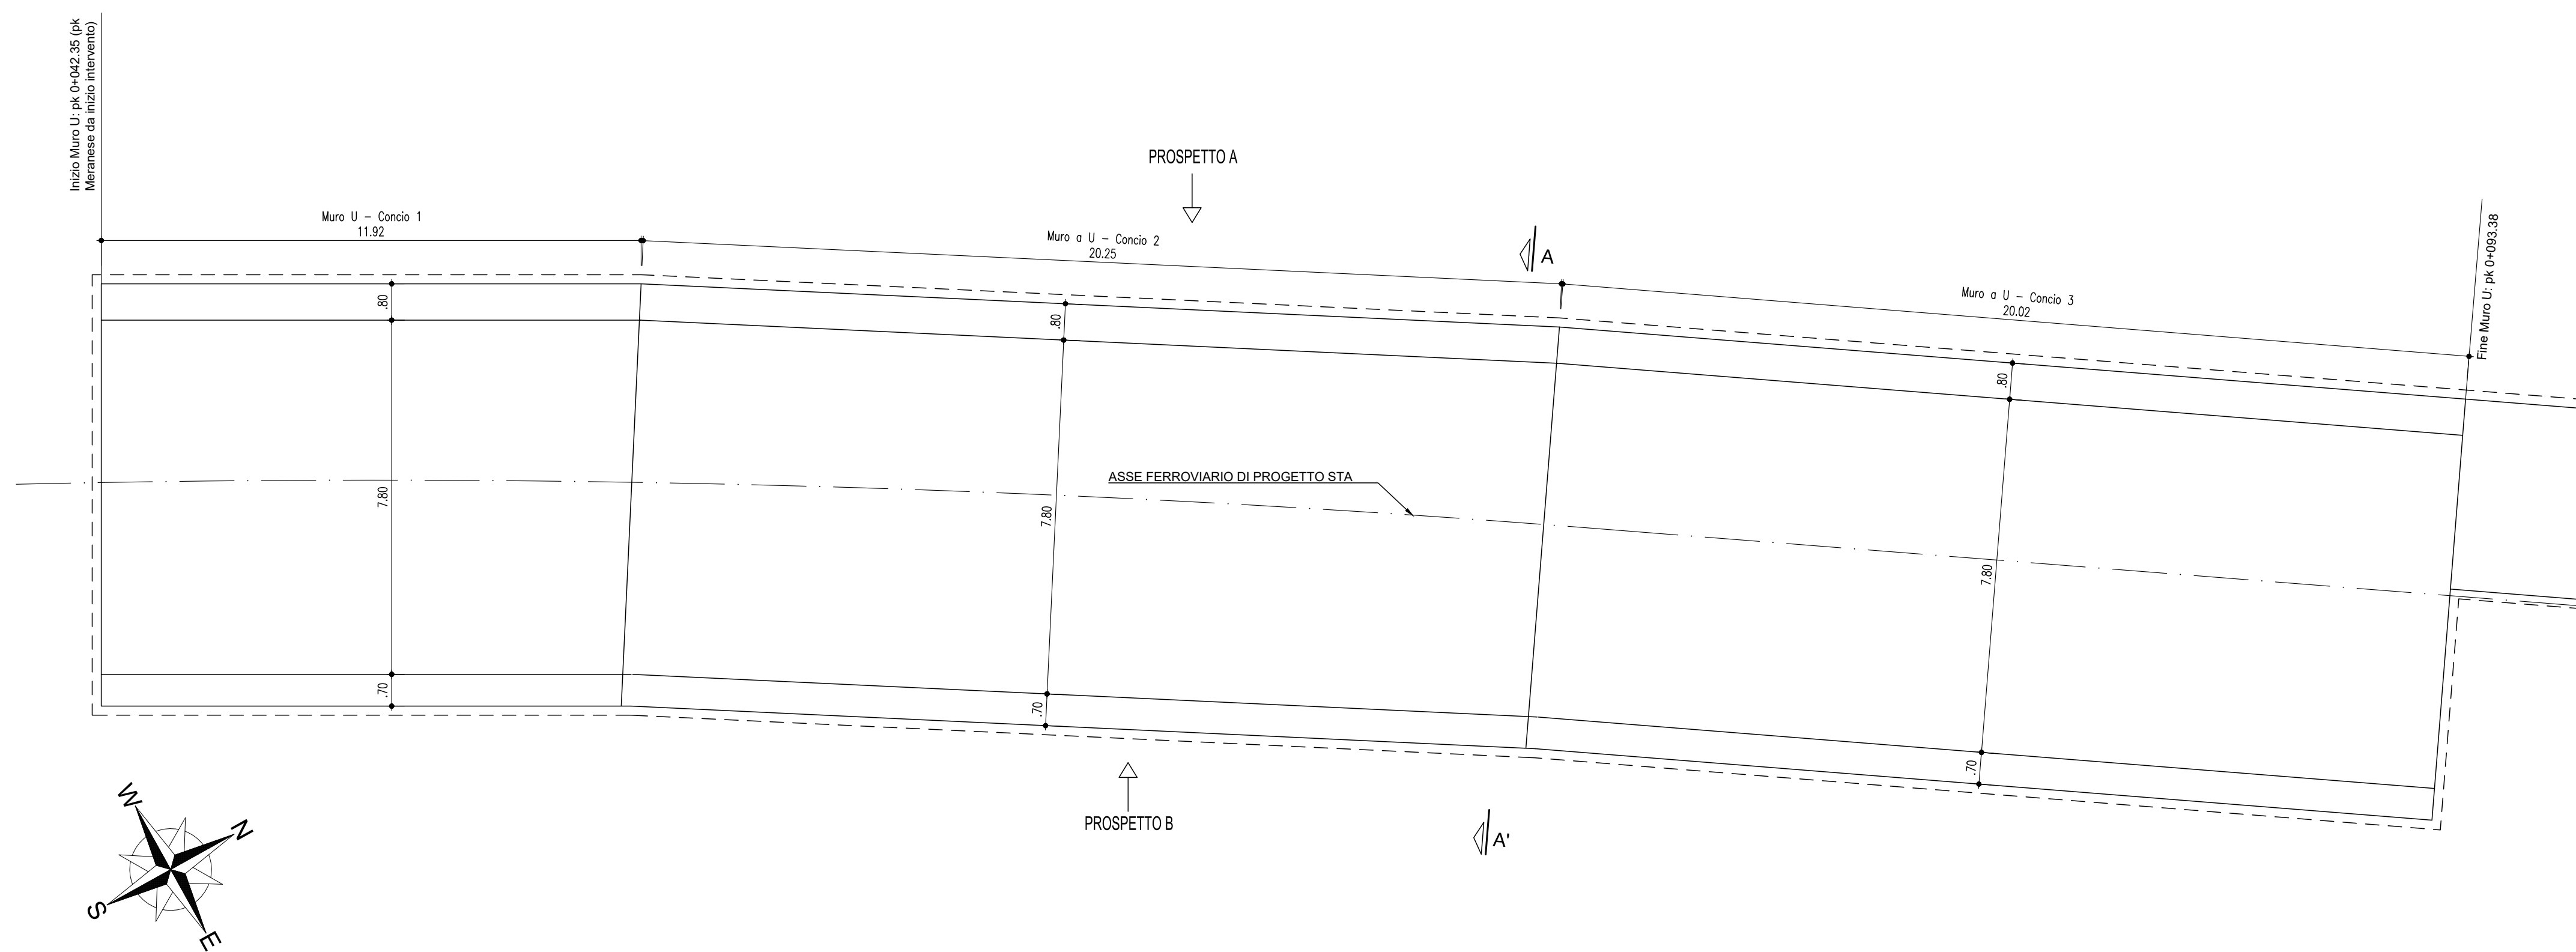 Inizio Muro U: pk 0+042.35 (pk
Meranese da inizio intervento)
PROSPETTO A
Muro U - Concio 1
11.92
Muro a U - Concio 2
20.25
A
Muro a U - Concio 3
20.02
Fine Muro U: pk 0+093.38
.80
.80
.80
ASSE FERROVIARIO DI PROGETTO STA
7.80
7.80
7.80
.70
.70
.70
PROSPETTO B
A'
W
N
S
E